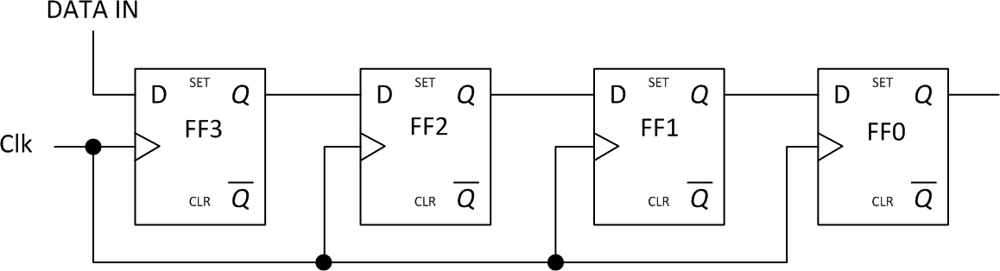 DATA IN
SET SET SET SET
D Q D Q D Q D Q
FF3 FF2 FF1 FF0
Clk
CLR Q CLR Q CLR Q CLR Q